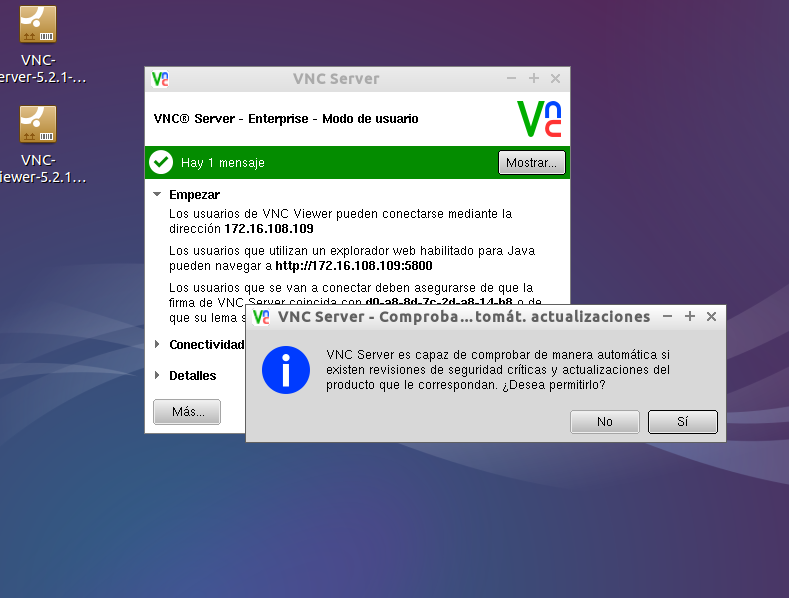 VNC-
erver-5.2.1-...
VNC-
iewer-5.2.1...
VNC Server
VNC® Server - Enterprise - Modo de usuario
Hay 1 mensaje
Mostrar...
Empezar
Los usuarios de VNC Viewer pueden conectarse mediante la
dirección 172.16.108.109
Los usuarios que utilizan un explorador web habilitado para Java
pueden navegar a http://172.16.108.109:5800
Los usuarios que se van a conectar deben asegurarse de que la
firma de VNC Server coincida con d0-a8-8d-7c-2d-a8-14-b8 o de
que su lema s
Conectividad
Detalles
Más...
VNC Server - Comproba...tomát. actualizaciones
VNC Server es capaz de comprobar de manera automática si
existen revisiones de seguridad críticas y actualizaciones del
producto que le correspondan. ¿Desea permitirlo?
No
Sí